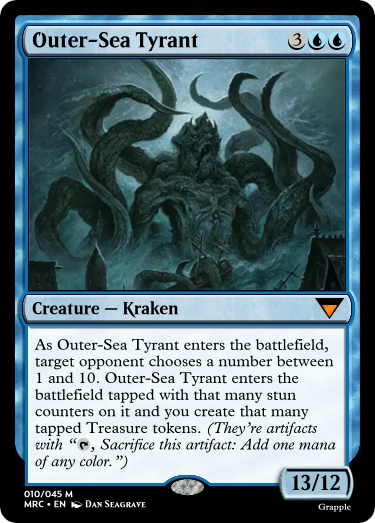 Outer-Sea Tyrant 3
Creature — Kraken
As Outer-Sea Tyrant enters the battlefield,
target opponent chooses a number between
1 and 10. Outer-Sea Tyrant enters the
battlefield tapped with that many stun
counters on it and you create that many
tapped Treasure tokens. (They're artifacts
with “, Sacrifice this artifact: Add one mana
of any color.”)
13/12
010/045 M
MRC • EN Dan Seagrave
Grapple